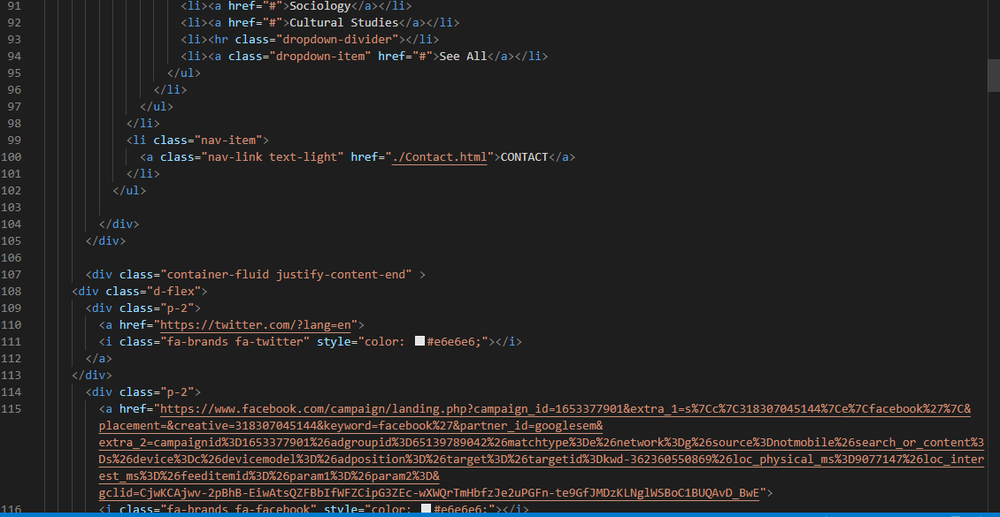 91 <li><a href="#">Sociology</a></li>
92 <li><a href="#">Cultural Studies</a></li>
93 <li><hr class="dropdown-divider"></li>
94 <li><a class="dropdown-item" href="#">See All</a></li>
95 </ul>
96 </li>
97 </ul>
98 </li>
99 <li class="nav-item">
100 <a class="nav-link text-light" href="./Contact.html">CONTACT</a>
101 </li>
102 </ul>
103
104 </div>
105 </div>
106
107 <div class="container-fluid justify-content-end" >
108 <div class="d-flex">
109 <div class="p-2">
110 <a href="https://twitter.com/?lang=en">
111 <i class="fa-brands fa-twitter" style="color: #e6e6e6;"></i>
112 </a>
113 </div>
114 <div class="p-2">
115 <a href="https://www.facebook.com/campaign/landing.php?campaign_id=1653377901&extra_1=s%7Cc%7C318307045144%7Ce%7Cfacebook%27%7C&
placement=&creative=318307045144&keyword=facebook%27&partner_id=googlesem&
extra_2=campaignid%3D1653377901%26adgroupid%3D65139789042%26matchtype%3De%26network%3Dg%26source%3Dnotmobile%26search_or_content%3
Ds%26device%3Dc%26devicemodel%3D%26adposition%3D%26target%3D%26targetid%3Dkwd-362360550869%26loc_physical_ms%3D9077147%26loc_inter
est_ms%3D%26feeditemid%3D%26param1%3D%26param2%3D&
gclid=CjwKCAjwv-2pBhB-EiwAtsQZFBbIfWFZCipG3ZEc-wXWQrTmHbfzJe2uPGFn-te9GfJMDzKLNglWSBoC1BUQAvD_BwE">
116 <i class="fa-brands fa-facebook" style="color: #e6e6e6;"></i>